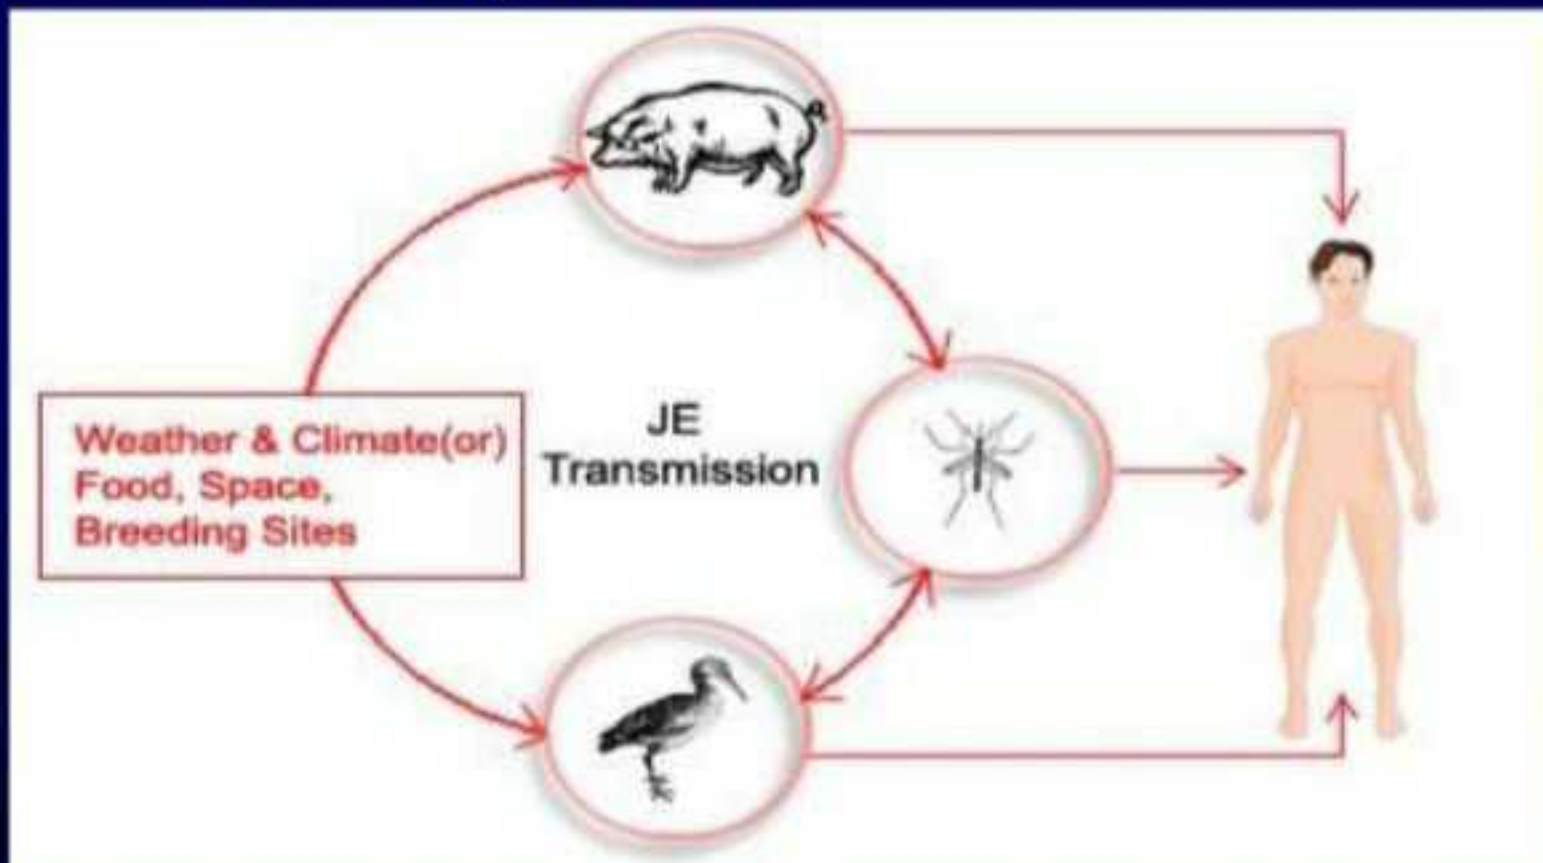 JE
Transmission
Weather & Climate(or)
Food, Space,
Breeding Sites